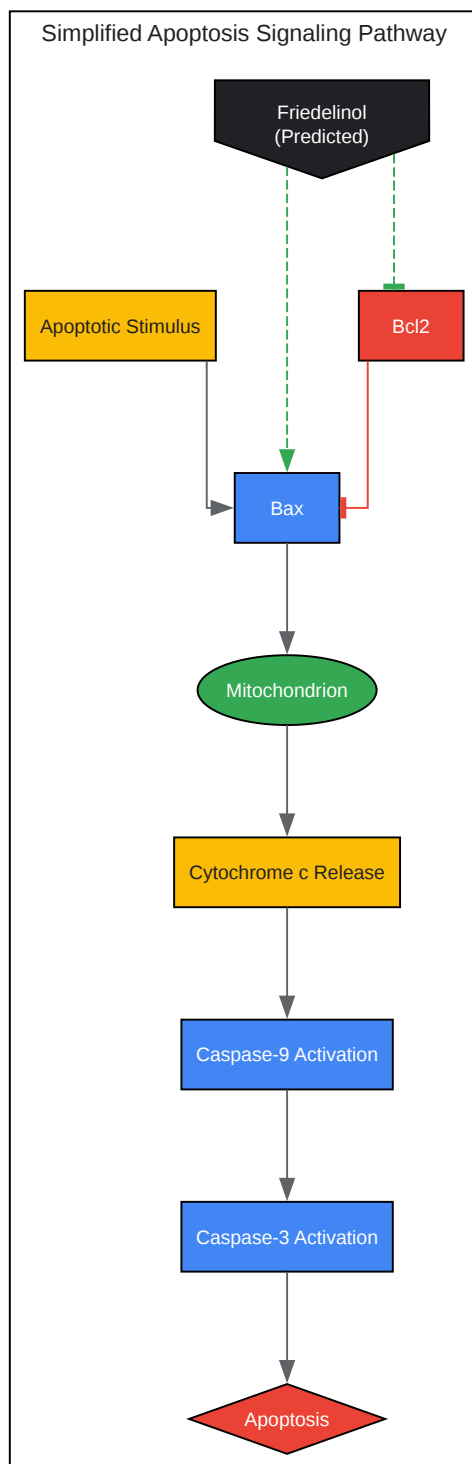 Simplified Apoptosis Signaling Pathway
Friedelinol
(Predicted)
Apoptotic Stimulus
Bcl2
Bax
Mitochondrion
Cytochrome c Release
Caspase-9 Activation
Caspase-3 Activation
Apoptosis